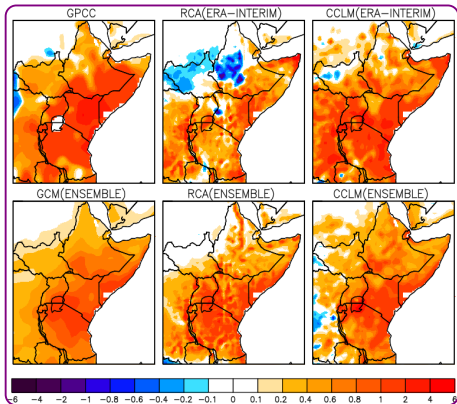 GPCC RCA(ERA-INTERIM) CCLM(ERA-INTERIM)
GCM(ENSEMBLE) RCA(ENSEMBLE) CCLM(ENSEMBLE)
-6 -4 -2 -1 -0.8 -0.6 -0.4 -0.2 -0.1 0 0.1 0.2 0.4 0.6 0.8 1 2 4 6